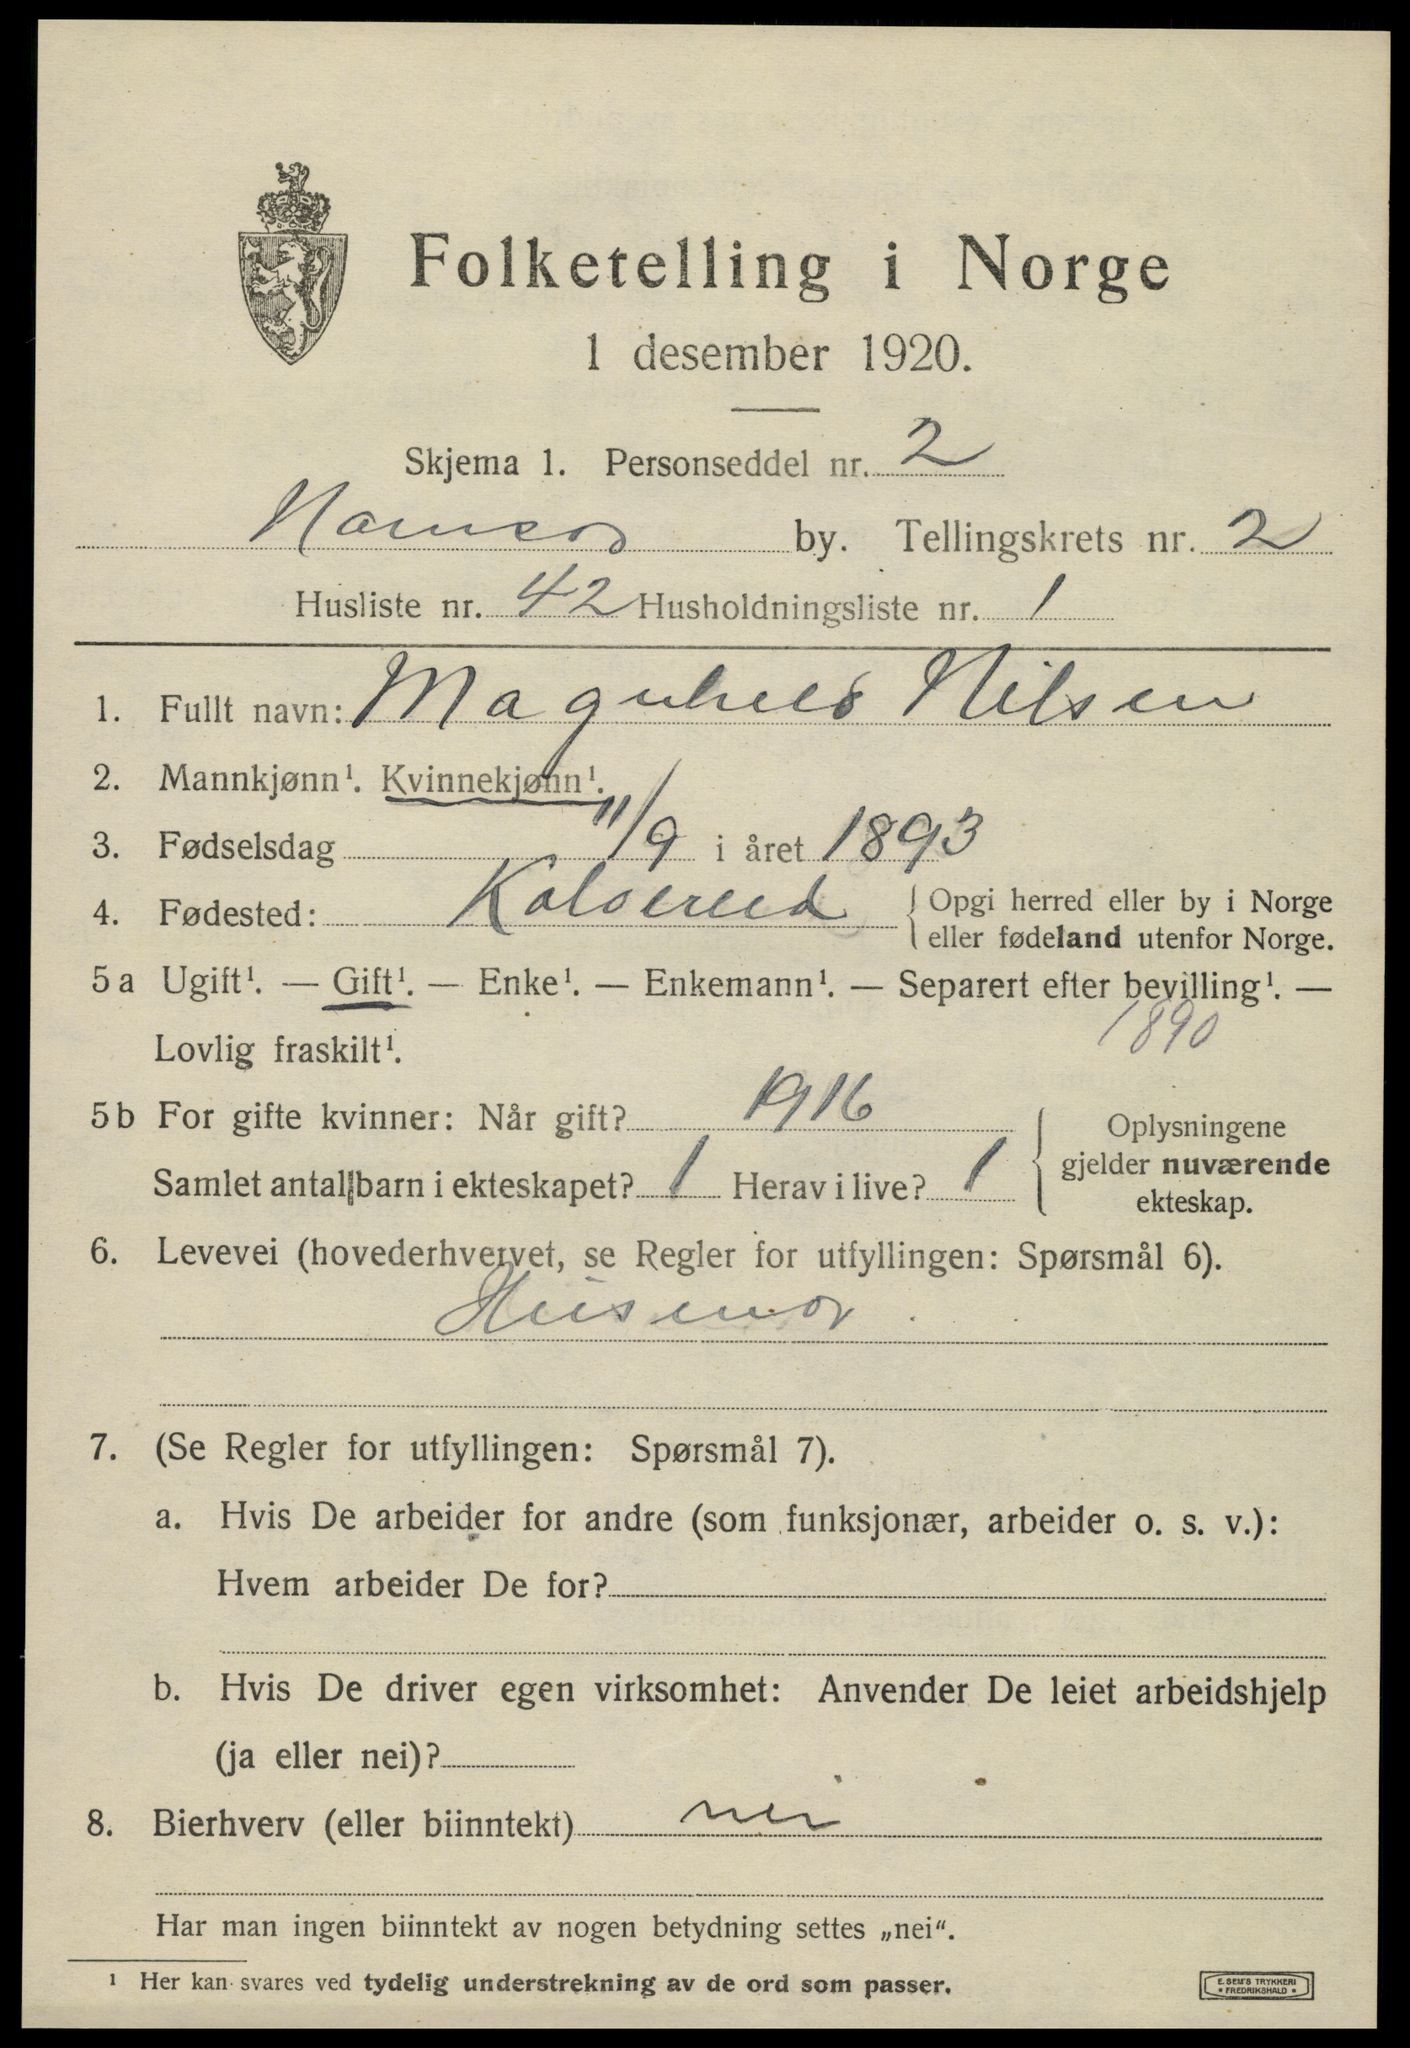 Folketelling i Norge
1 desember 1920.
Skjema 1. Personseddel nr. 2
Namsos by. Tellingskrets nr. 2
Husliste nr. 42 Husholdningsliste nr. 1
1. Fullt navn: Nilsen
2. Mannkjønn¹. Kvinnekjønn¹.
3. Fødselsdag 11/9 i året 1893
4. Fødested: Kolvereid { Opgi herred eller by i Norge
eller fødeland utenfor Norge.
5 a Ugift¹. — Gift¹. — Enke¹. — Enkemann¹. — Separert efter bevilling¹. —
1890
Lovlig fraskilt¹.
5 b For gifte kvinner: Når gift? 1916
Samlet antall barn i ekteskapet? 1 Herav i live? 1
{ Oplysningene
gjelder nuværende
ekteskap.
6. Levevei (hovederhvervet, se Regler for utfyllingen: Spørsmål 6).
Husmor.
7. (Se Regler for utfyllingen: Spørsmål 7).
a. Hvis De arbeider for andre (som funksjonær, arbeider o. s. v.):
Hvem arbeider De for?
b. Hvis De driver egen virksomhet: Anvender De leiet arbeidshjelp
(ja eller nei)?
8. Bierhverv (eller biinntekt) nei
Har man ingen biinntekt av nogen betydning settes „nei“.
¹ Her kan svares ved tydelig understrekning av de ord som passer.
E. SEM'S TRYKKERI
* FREDRIKSHALD *